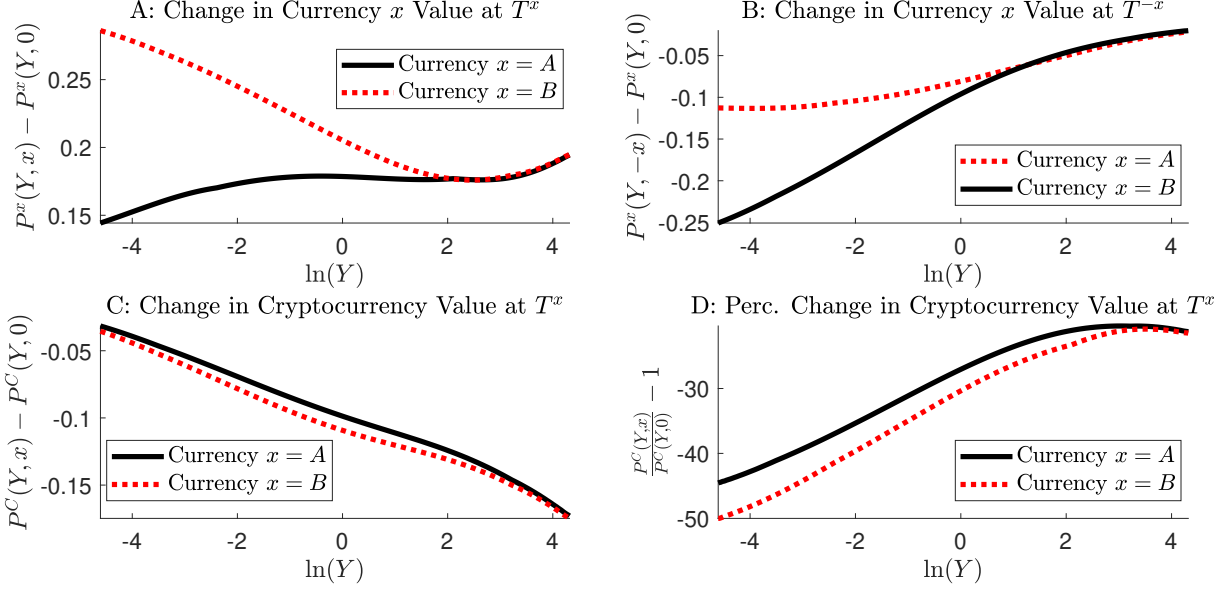 A: Change in Currency x Value at T^x
P^x(Y, x) − P^x(Y, 0)
0.25
0.2
0.15
Currency x = A
Currency x = B
-4 -2 0 2 4
ln(Y)
B: Change in Currency x Value at T^{−x}
P^x(Y, −x) − P^x(Y, 0)
-0.05
-0.1
-0.15
-0.2
-0.25
Currency x = A
Currency x = B
-4 -2 0 2 4
ln(Y)
C: Change in Cryptocurrency Value at T^x
P^C(Y, x) − P^C(Y, 0)
-0.05
-0.1
-0.15
Currency x = A
Currency x = B
-4 -2 0 2 4
ln(Y)
D: Perc. Change in Cryptocurrency Value at T^x
P^C(Y,x)/P^C(Y,0) − 1
-30
-40
-50
Currency x = A
Currency x = B
-4 -2 0 2 4
ln(Y)